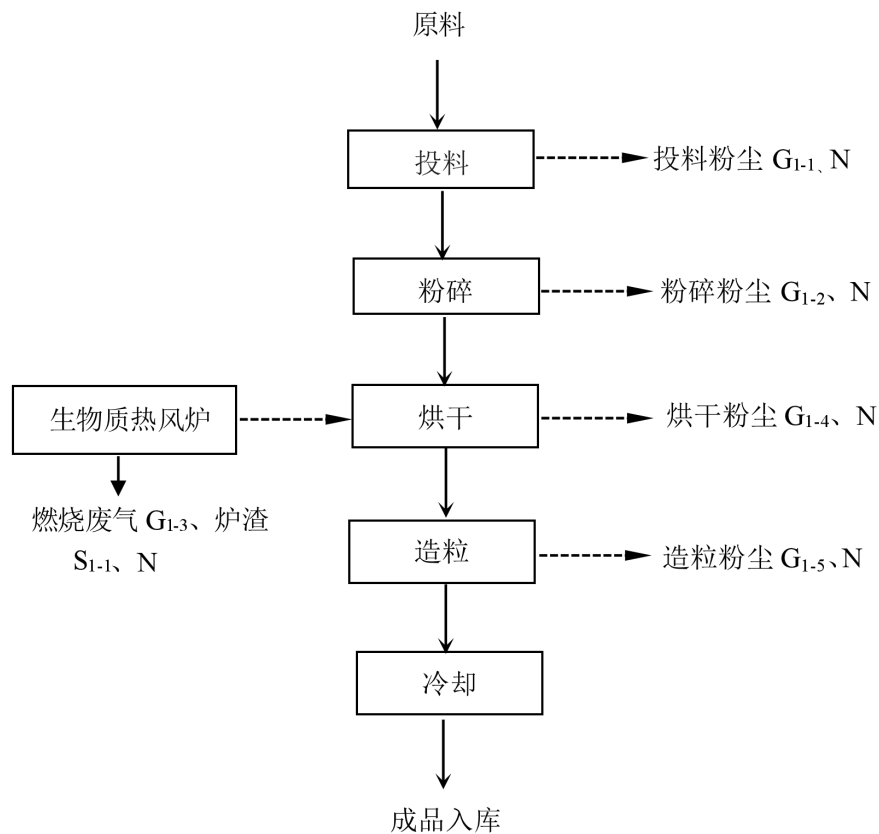 原料
投料
投料粉尘 G1-1、N
粉碎
粉碎粉尘 G1-2、N
生物质热风炉
烘干
烘干粉尘 G1-4、N
燃烧废气 G1-3、炉渣
S1-1、N
造粒
造粒粉尘 G1-5、N
冷却
成品入库